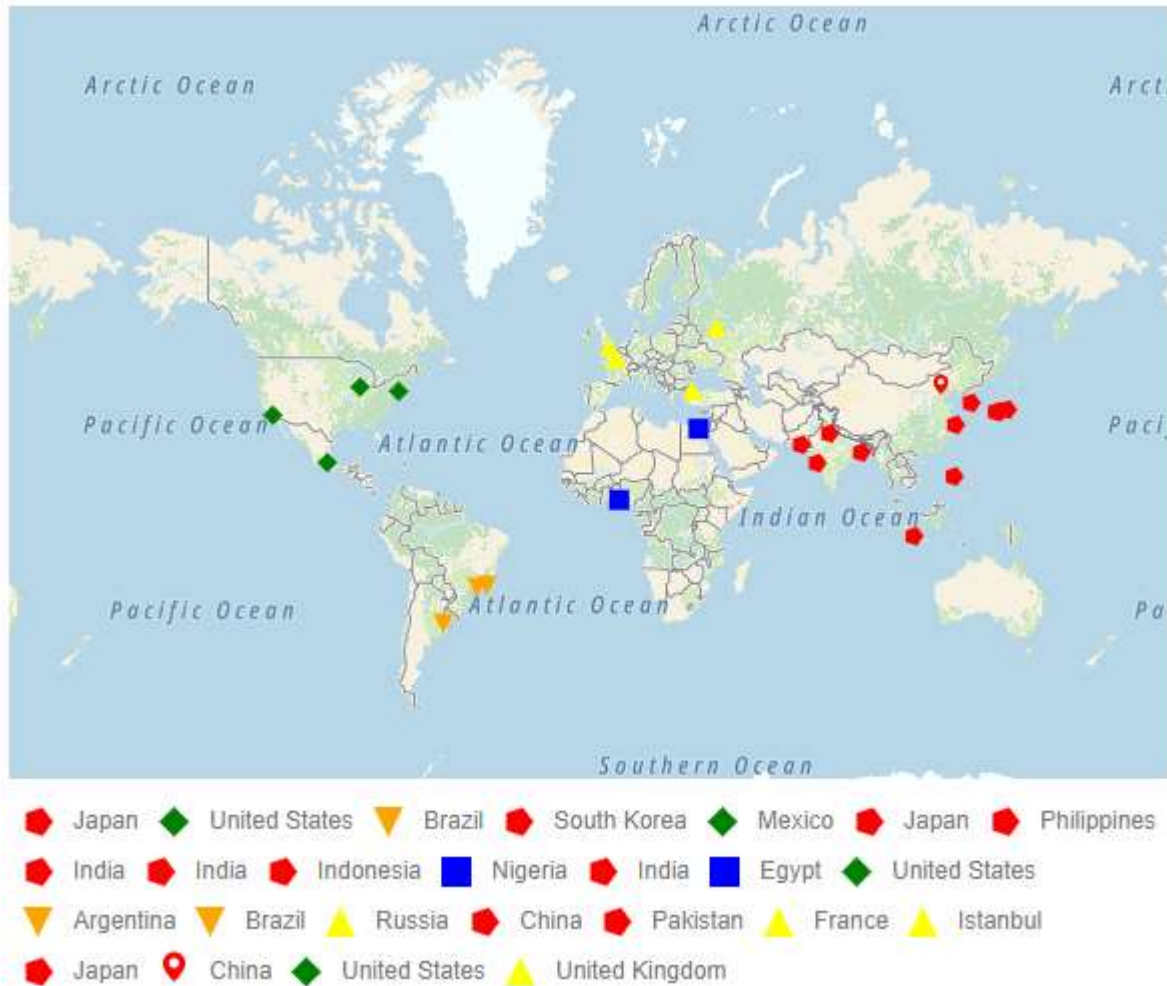 Arctic Ocean
Arctic Ocean
Arct
Pacific Ocean
Atlantic Ocean
Paci
Indian Ocean
Pacific Ocean
Atlantic Ocean
Pa
Southern Ocean
Japan United States Brazil South Korea Mexico Japan Philippines
India India Indonesia Nigeria India Egypt United States
Argentina Brazil Russia China Pakistan France Istanbul
Japan China United States United Kingdom